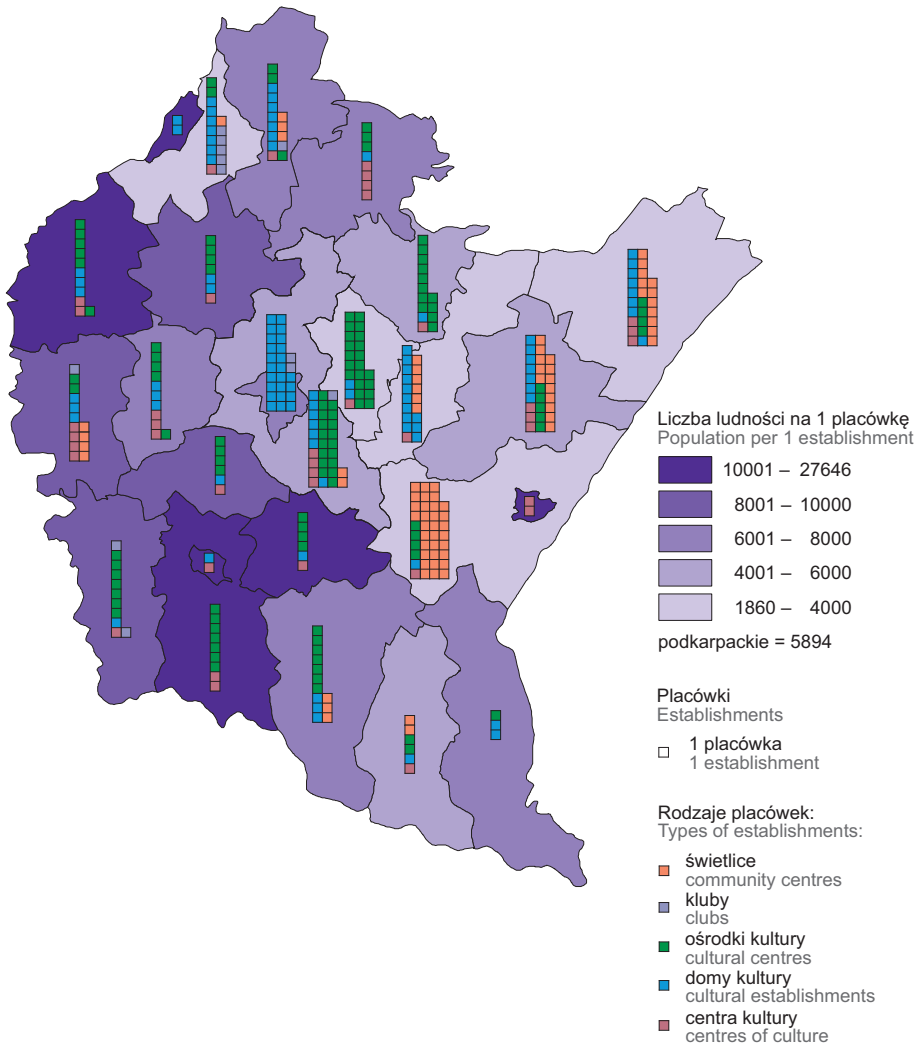 Liczba ludności na 1 placówkę
Population per 1 establishment
10001 – 27646
8001 – 10000
6001 – 8000
4001 – 6000
1860 – 4000
podkarpackie = 5894
Placówki
Establishments
1 placówka
1 establishment
Rodzaje placówek:
Types of establishments:
świetlice
community centres
kluby
clubs
ośrodki kultury
cultural centres
domy kultury
cultural establishments
centra kultury
centres of culture